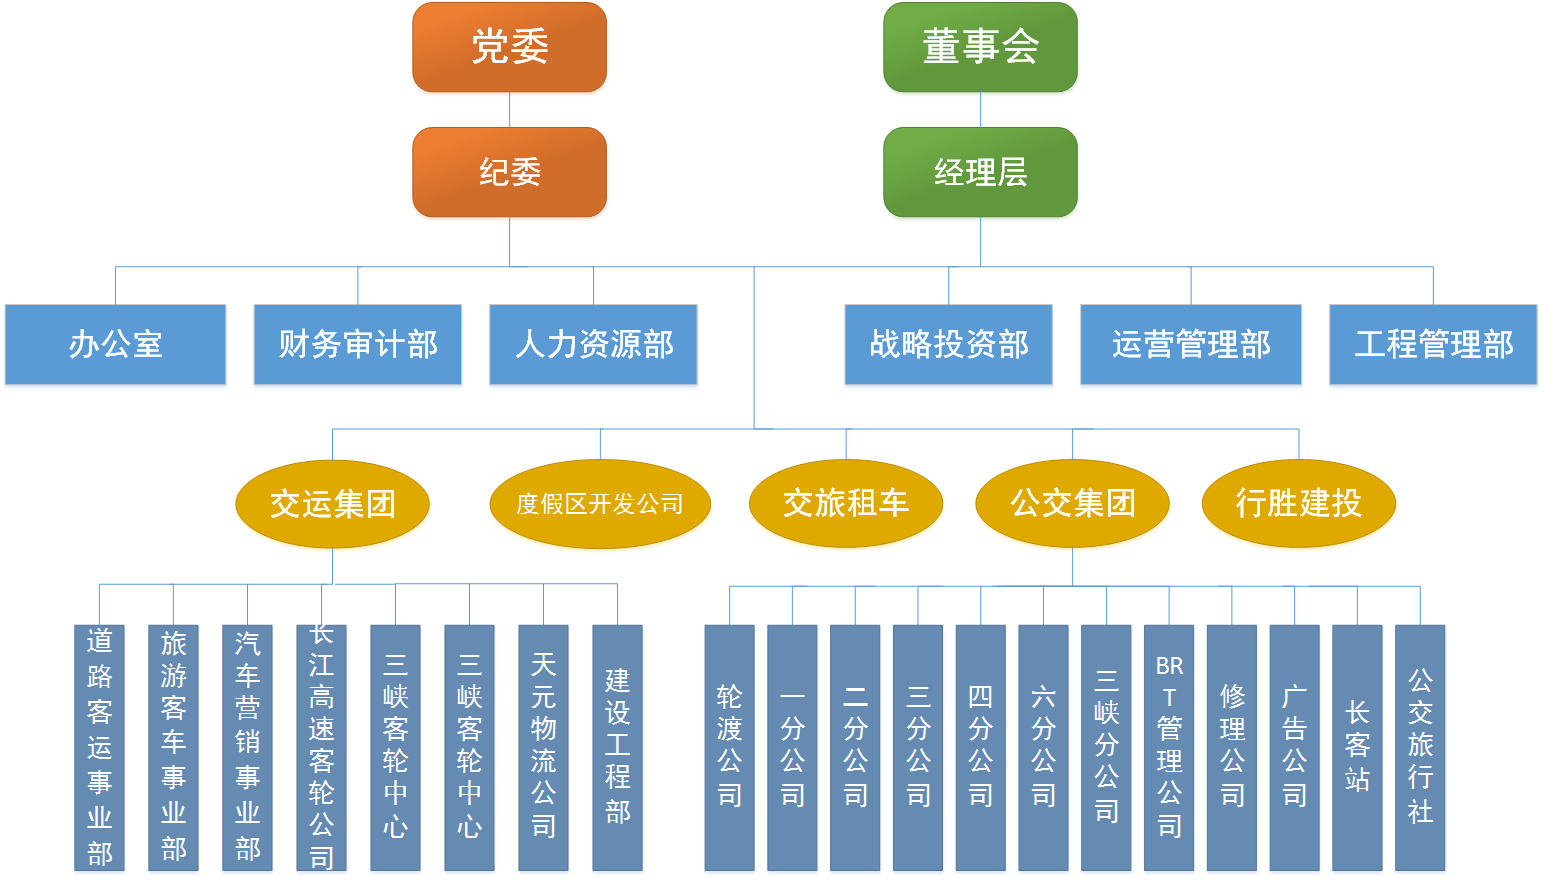 党委
董事会
纪委
经理层
办公室
财务审计部
人力资源部
战略投资部
运营管理部
工程管理部
交运集团
度假区开发公司
交旅租车
公交集团
行胜建投
道路客运事业部
旅游客车事业部
汽车营销事业部
长江高速客轮公司
三峡客轮中心
三峡客轮中心
天元物流公司
建设工程部
轮渡公司
一分公司
二分公司
三分公司
四分公司
六分公司
三峡分公司
BRT管理公司
修理公司
广告公司
长客站
公交旅行社